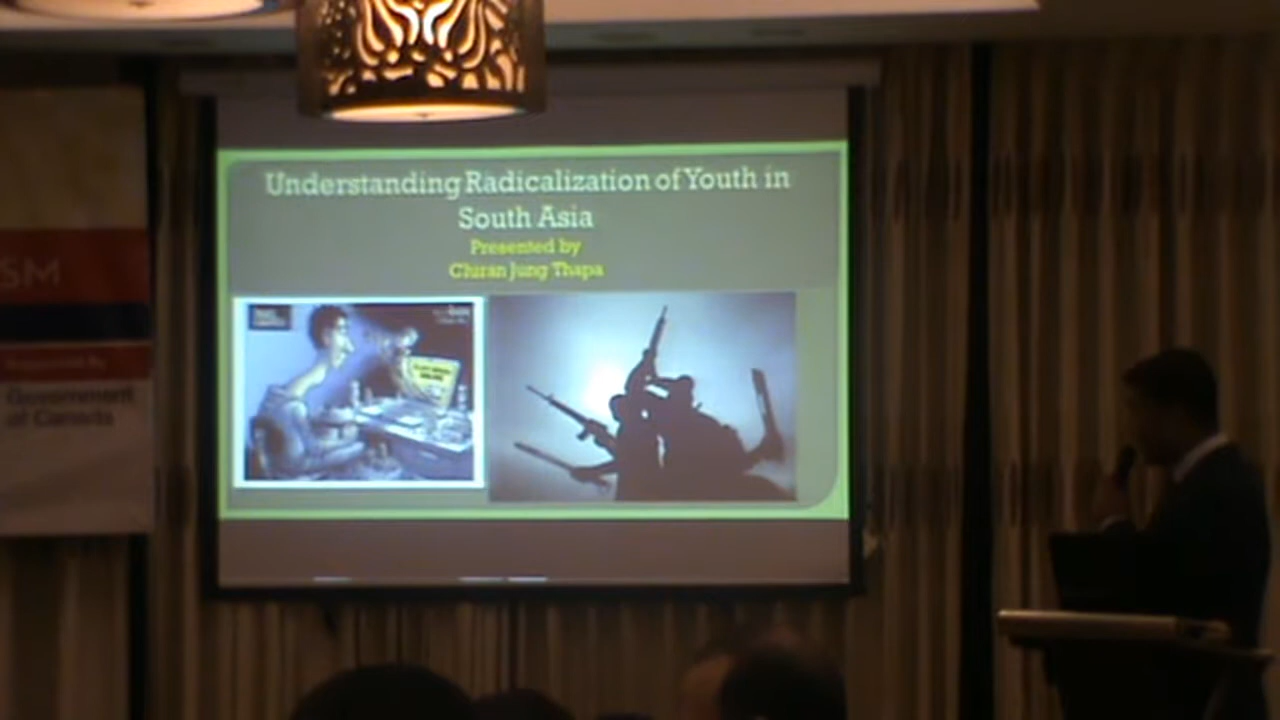 Understanding Radicalization of Youth in
South Asia
Presented by
Chiran Jung Thapa
SM
Supported By
Government
of Canada